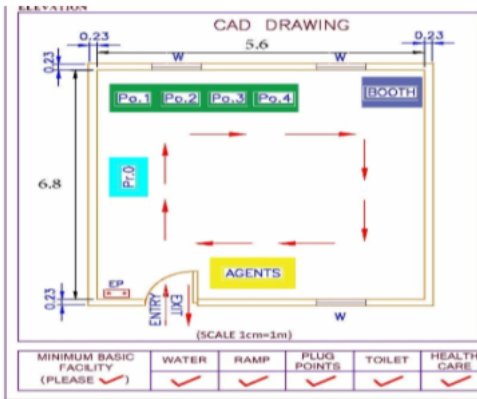 ELEVATION
CAD DRAWING
0.23 5.6 0.23
0.23
W W
Po.1 Po.2 Po.3 Po.4
BOOTH
6.8
Pr.0
AGENTS
EP
0.23
ENTRY
EXIT
W
(SCALE 1cm=1m)
MINIMUM BASIC FACILITY (PLEASE ✓)
WATER
RAMP
PLUG POINTS
TOILET
HEALTH CARE